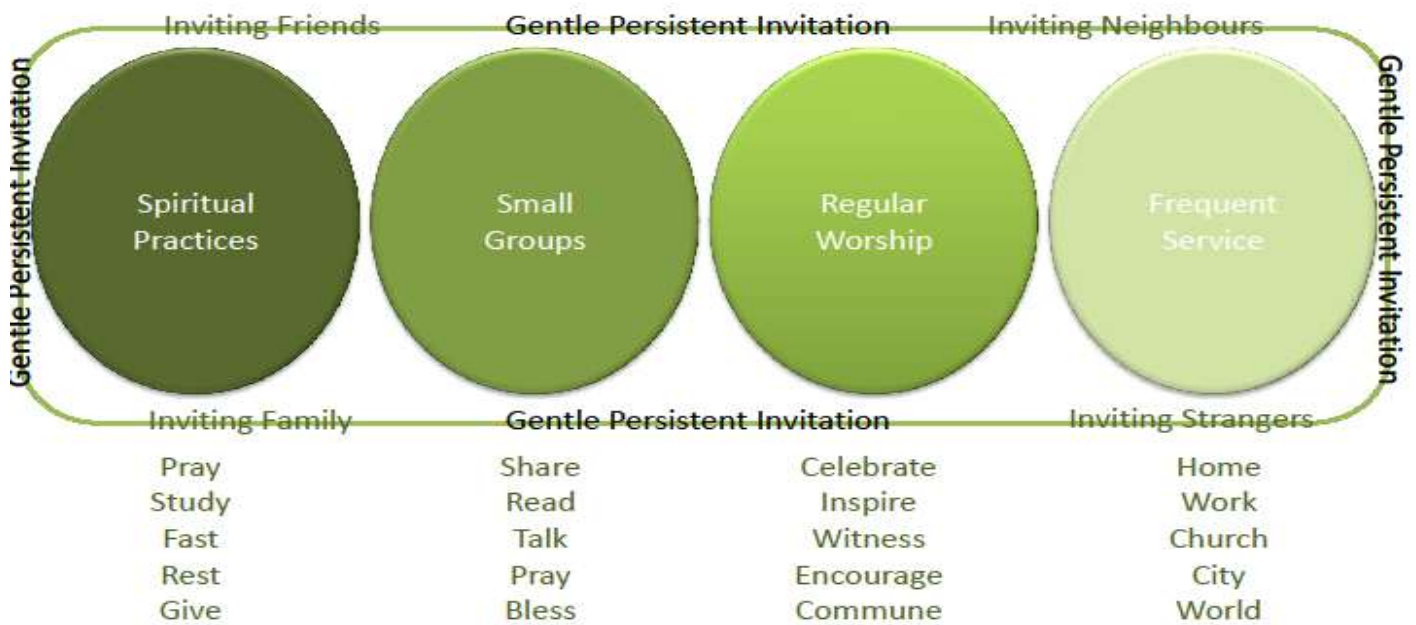 Inviting Friends Gentle Persistent Invitation Inviting Neighbours
Gentle Persistent Invitation
Gentle Persistent Invitation
Spiritual
Practices
Small
Groups
Regular
Worship
Frequent
Service
Inviting Family Gentle Persistent Invitation Inviting Strangers
Pray
Study
Fast
Rest
Give
Share
Read
Talk
Pray
Bless
Celebrate
Inspire
Witness
Encourage
Commune
Home
Work
Church
City
World